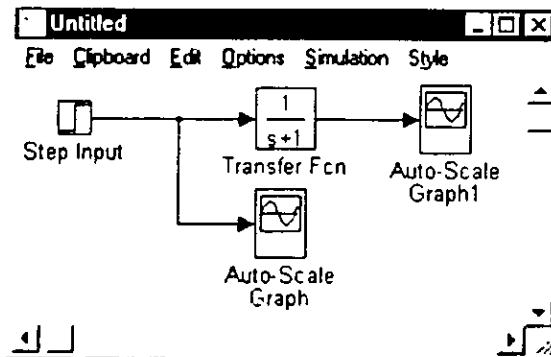 Untitled
File Clipboard Edit Options Simulation Style
Step Input
1
s+1
Transfer Fcn
Auto-Scale
Graph1
Auto-Scale
Graph